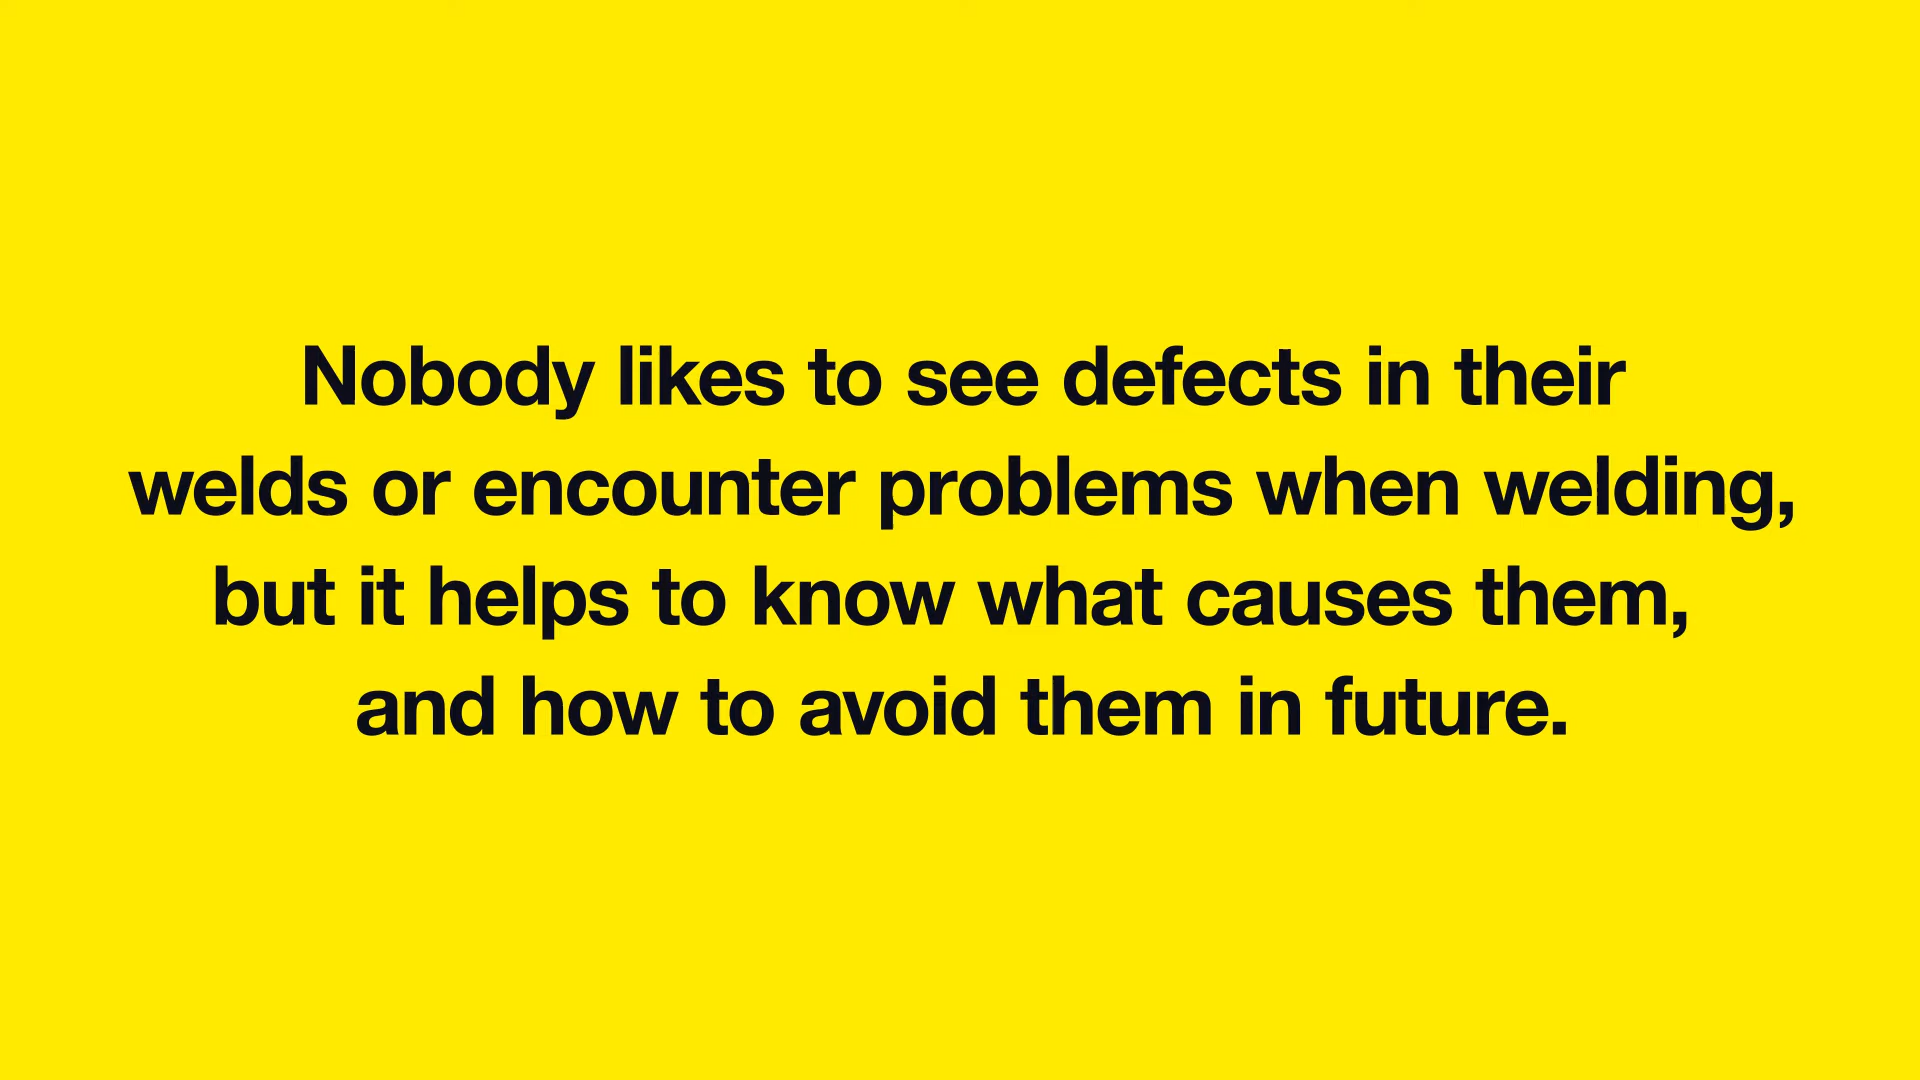 Nobody likes to see defects in their
welds or encounter problems when welding,
but it helps to know what causes them,
and how to avoid them in future.